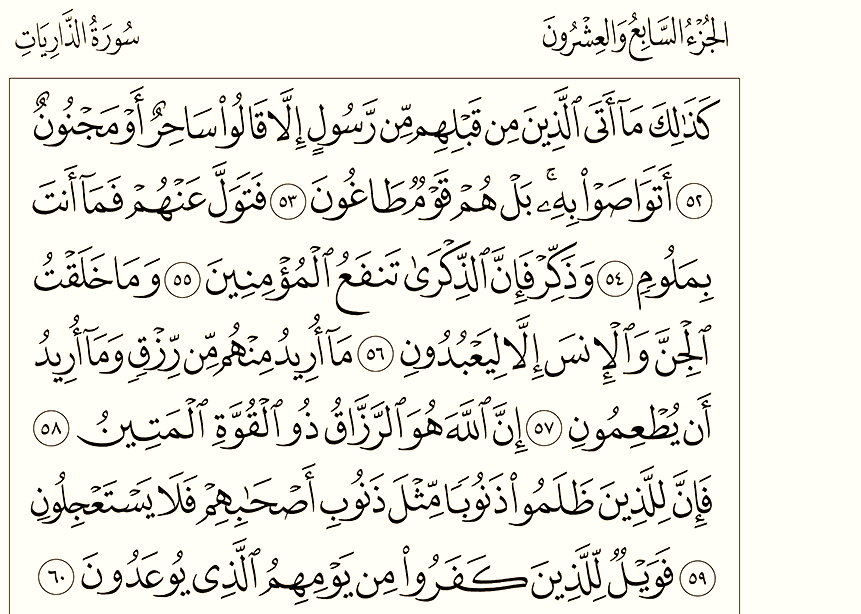 الجُزْءُ السَّابِعُ وَالعِشْرُونَ
سُورَةُ الذَّارِيَاتِ
كَذَٰلِكَ مَآ أَتَى ٱلَّذِينَ مِن قَبْلِهِم مِّن رَّسُولٍ إِلَّا قَالُوا۟ سَاحِرٌ أَوْ مَجْنُونٌ
٥٢ أَتَوَاصَوْا۟ بِهِۦ ۚ بَلْ هُمْ قَوْمٌ طَاغُونَ ٥٣ فَتَوَلَّ عَنْهُمْ فَمَآ أَنتَ
بِمَلُومٍ ٥٤ وَذَكِّرْ فَإِنَّ ٱلذِّكْرَىٰ تَنفَعُ ٱلْمُؤْمِنِينَ ٥٥ وَمَا خَلَقْتُ
ٱلْجِنَّ وَٱلْإِنسَ إِلَّا لِيَعْبُدُونِ ٥٦ مَآ أُرِيدُ مِنْهُم مِّن رِّزْقٍ وَمَآ أُرِيدُ
أَن يُطْعِمُونِ ٥٧ إِنَّ ٱللَّهَ هُوَ ٱلرَّزَّاقُ ذُو ٱلْقُوَّةِ ٱلْمَتِينُ ٥٨
فَإِنَّ لِلَّذِينَ ظَلَمُوا۟ ذَنُوبًا مِّثْلَ ذَنُوبِ أَصْحَٰبِهِمْ فَلَا يَسْتَعْجِلُونِ
٥٩ فَوَيْلٌ لِّلَّذِينَ كَفَرُوا۟ مِن يَوْمِهِمُ ٱلَّذِى يُوعَدُونَ ٦٠